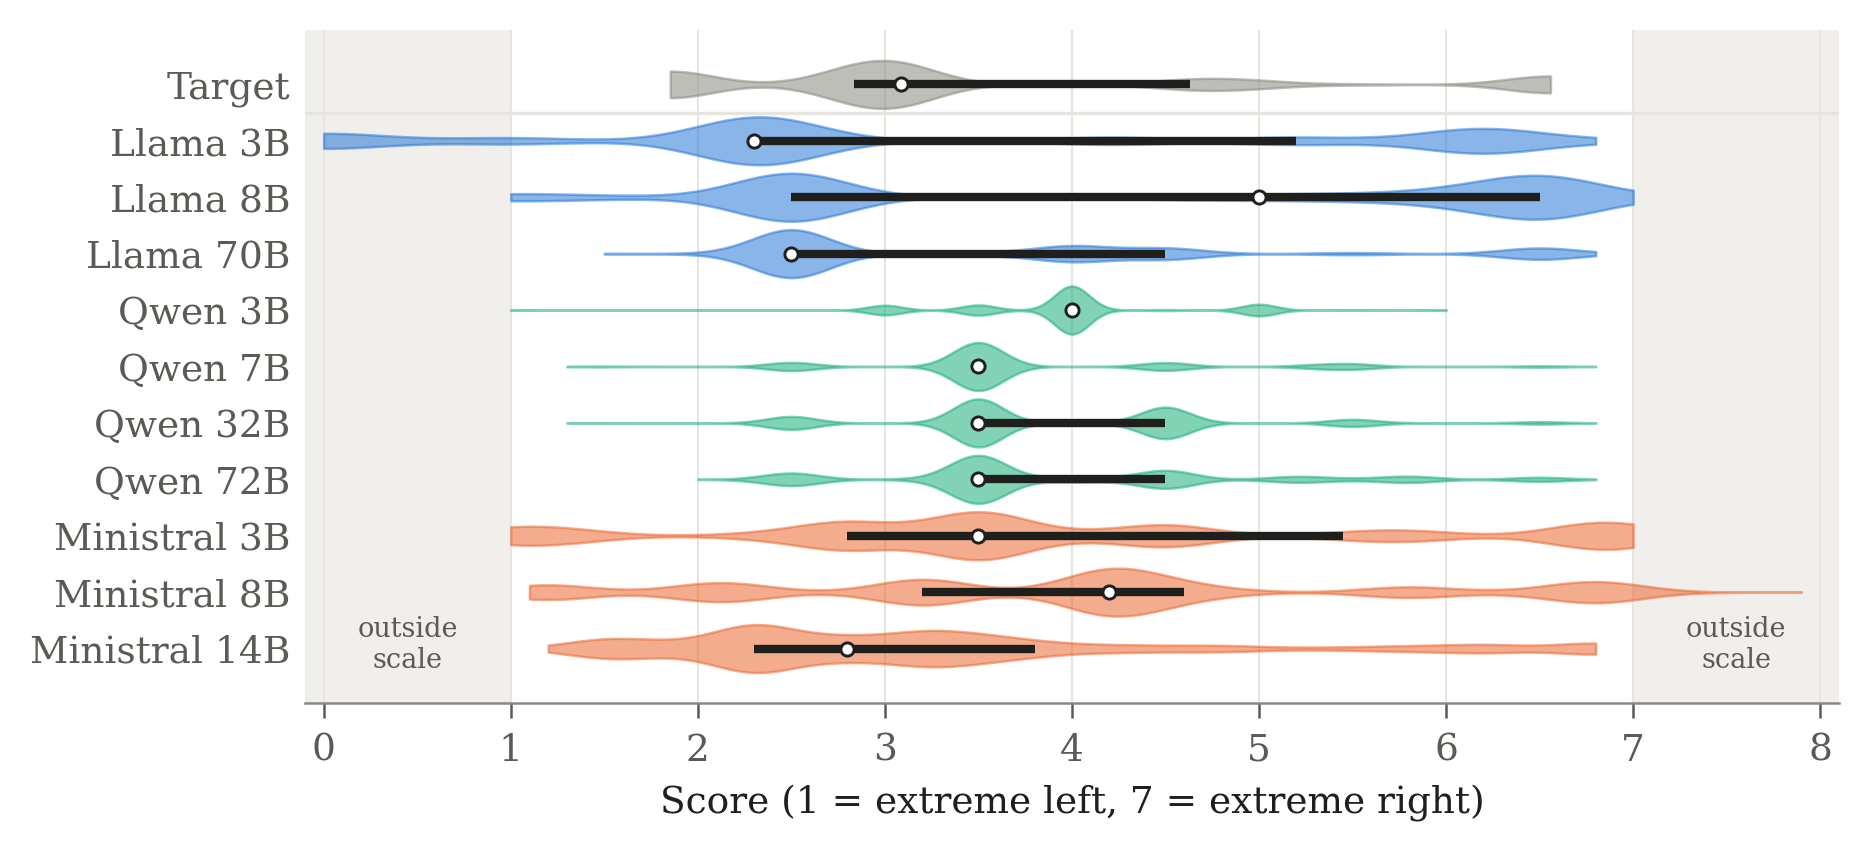 Target
Llama 3B
Llama 8B
Llama 70B
Qwen 3B
Qwen 7B
Qwen 32B
Qwen 72B
Ministral 3B
Ministral 8B
Ministral 14B
outside
scale
outside
scale
0 1 2 3 4 5 6 7 8
Score (1 = extreme left, 7 = extreme right)